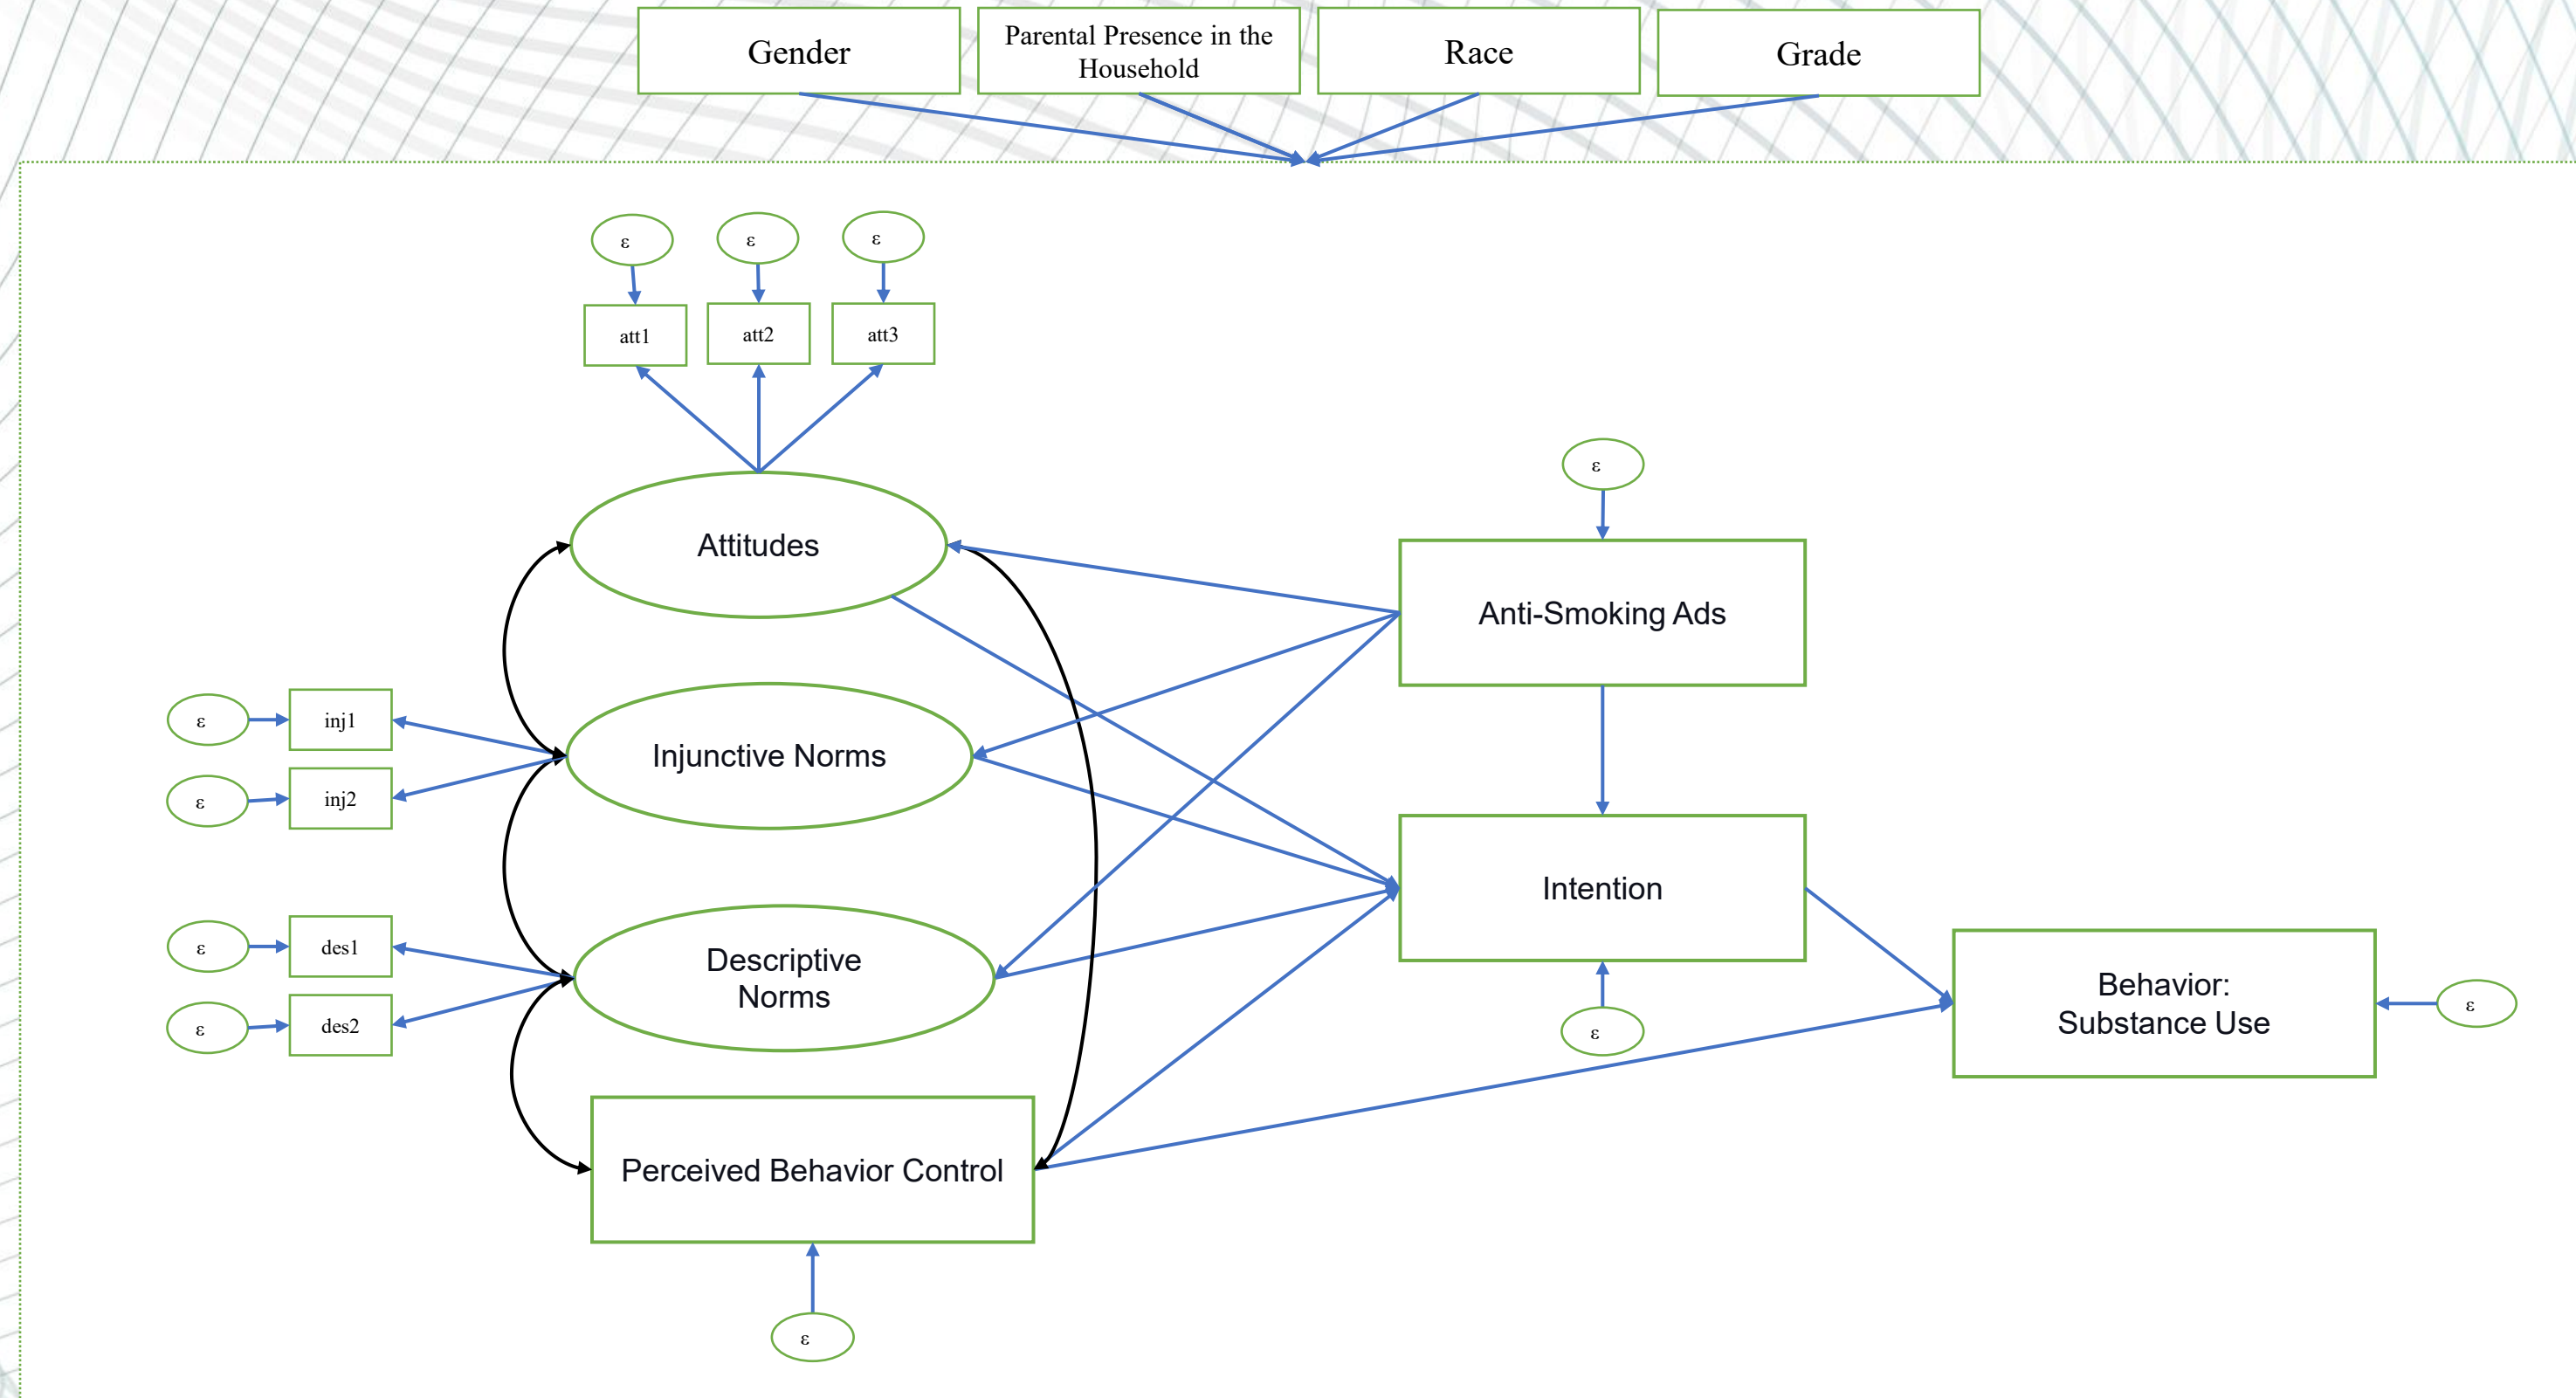 Gender
Parental Presence in the
Household
Race
Grade
ε
ε
ε
att1
att2
att3
ε
Attitudes
Anti-Smoking Ads
ε
inj1
Injunctive Norms
ε
inj2
Intention
ε
des1
Descriptive
Norms
ε
des2
ε
Behavior:
Substance Use
ε
Perceived Behavior Control
ε